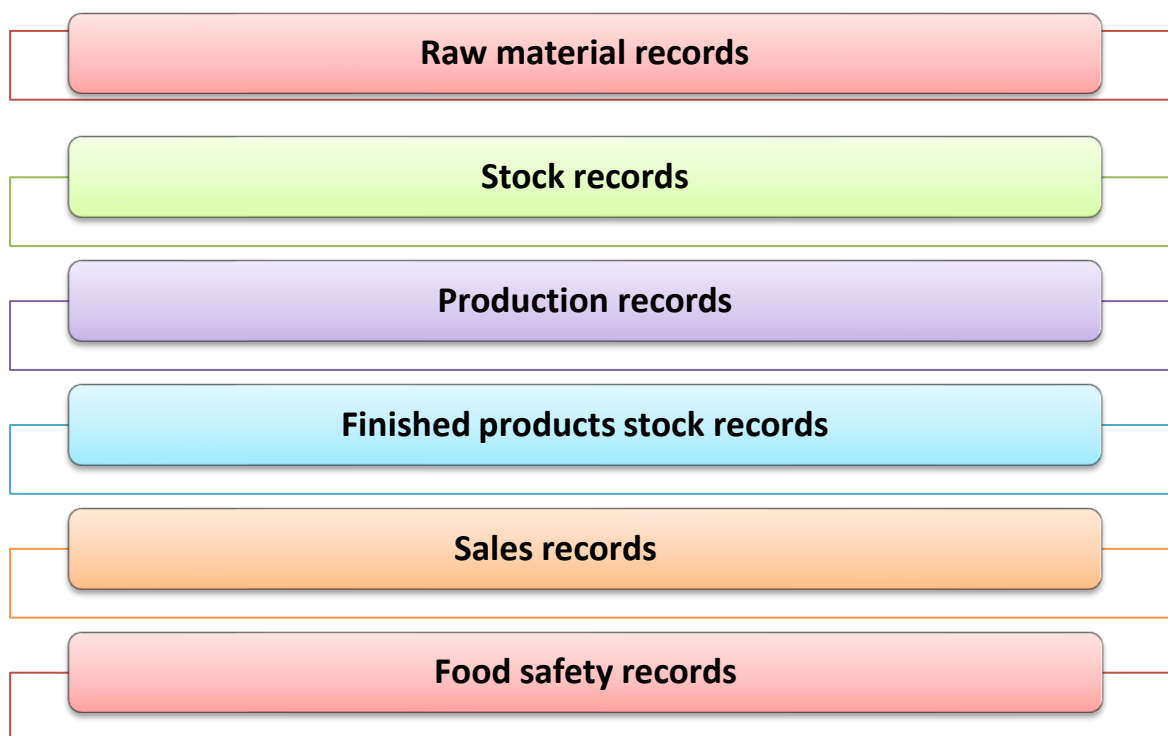 Raw material records
Stock records
Production records
Finished products stock records
Sales records
Food safety records